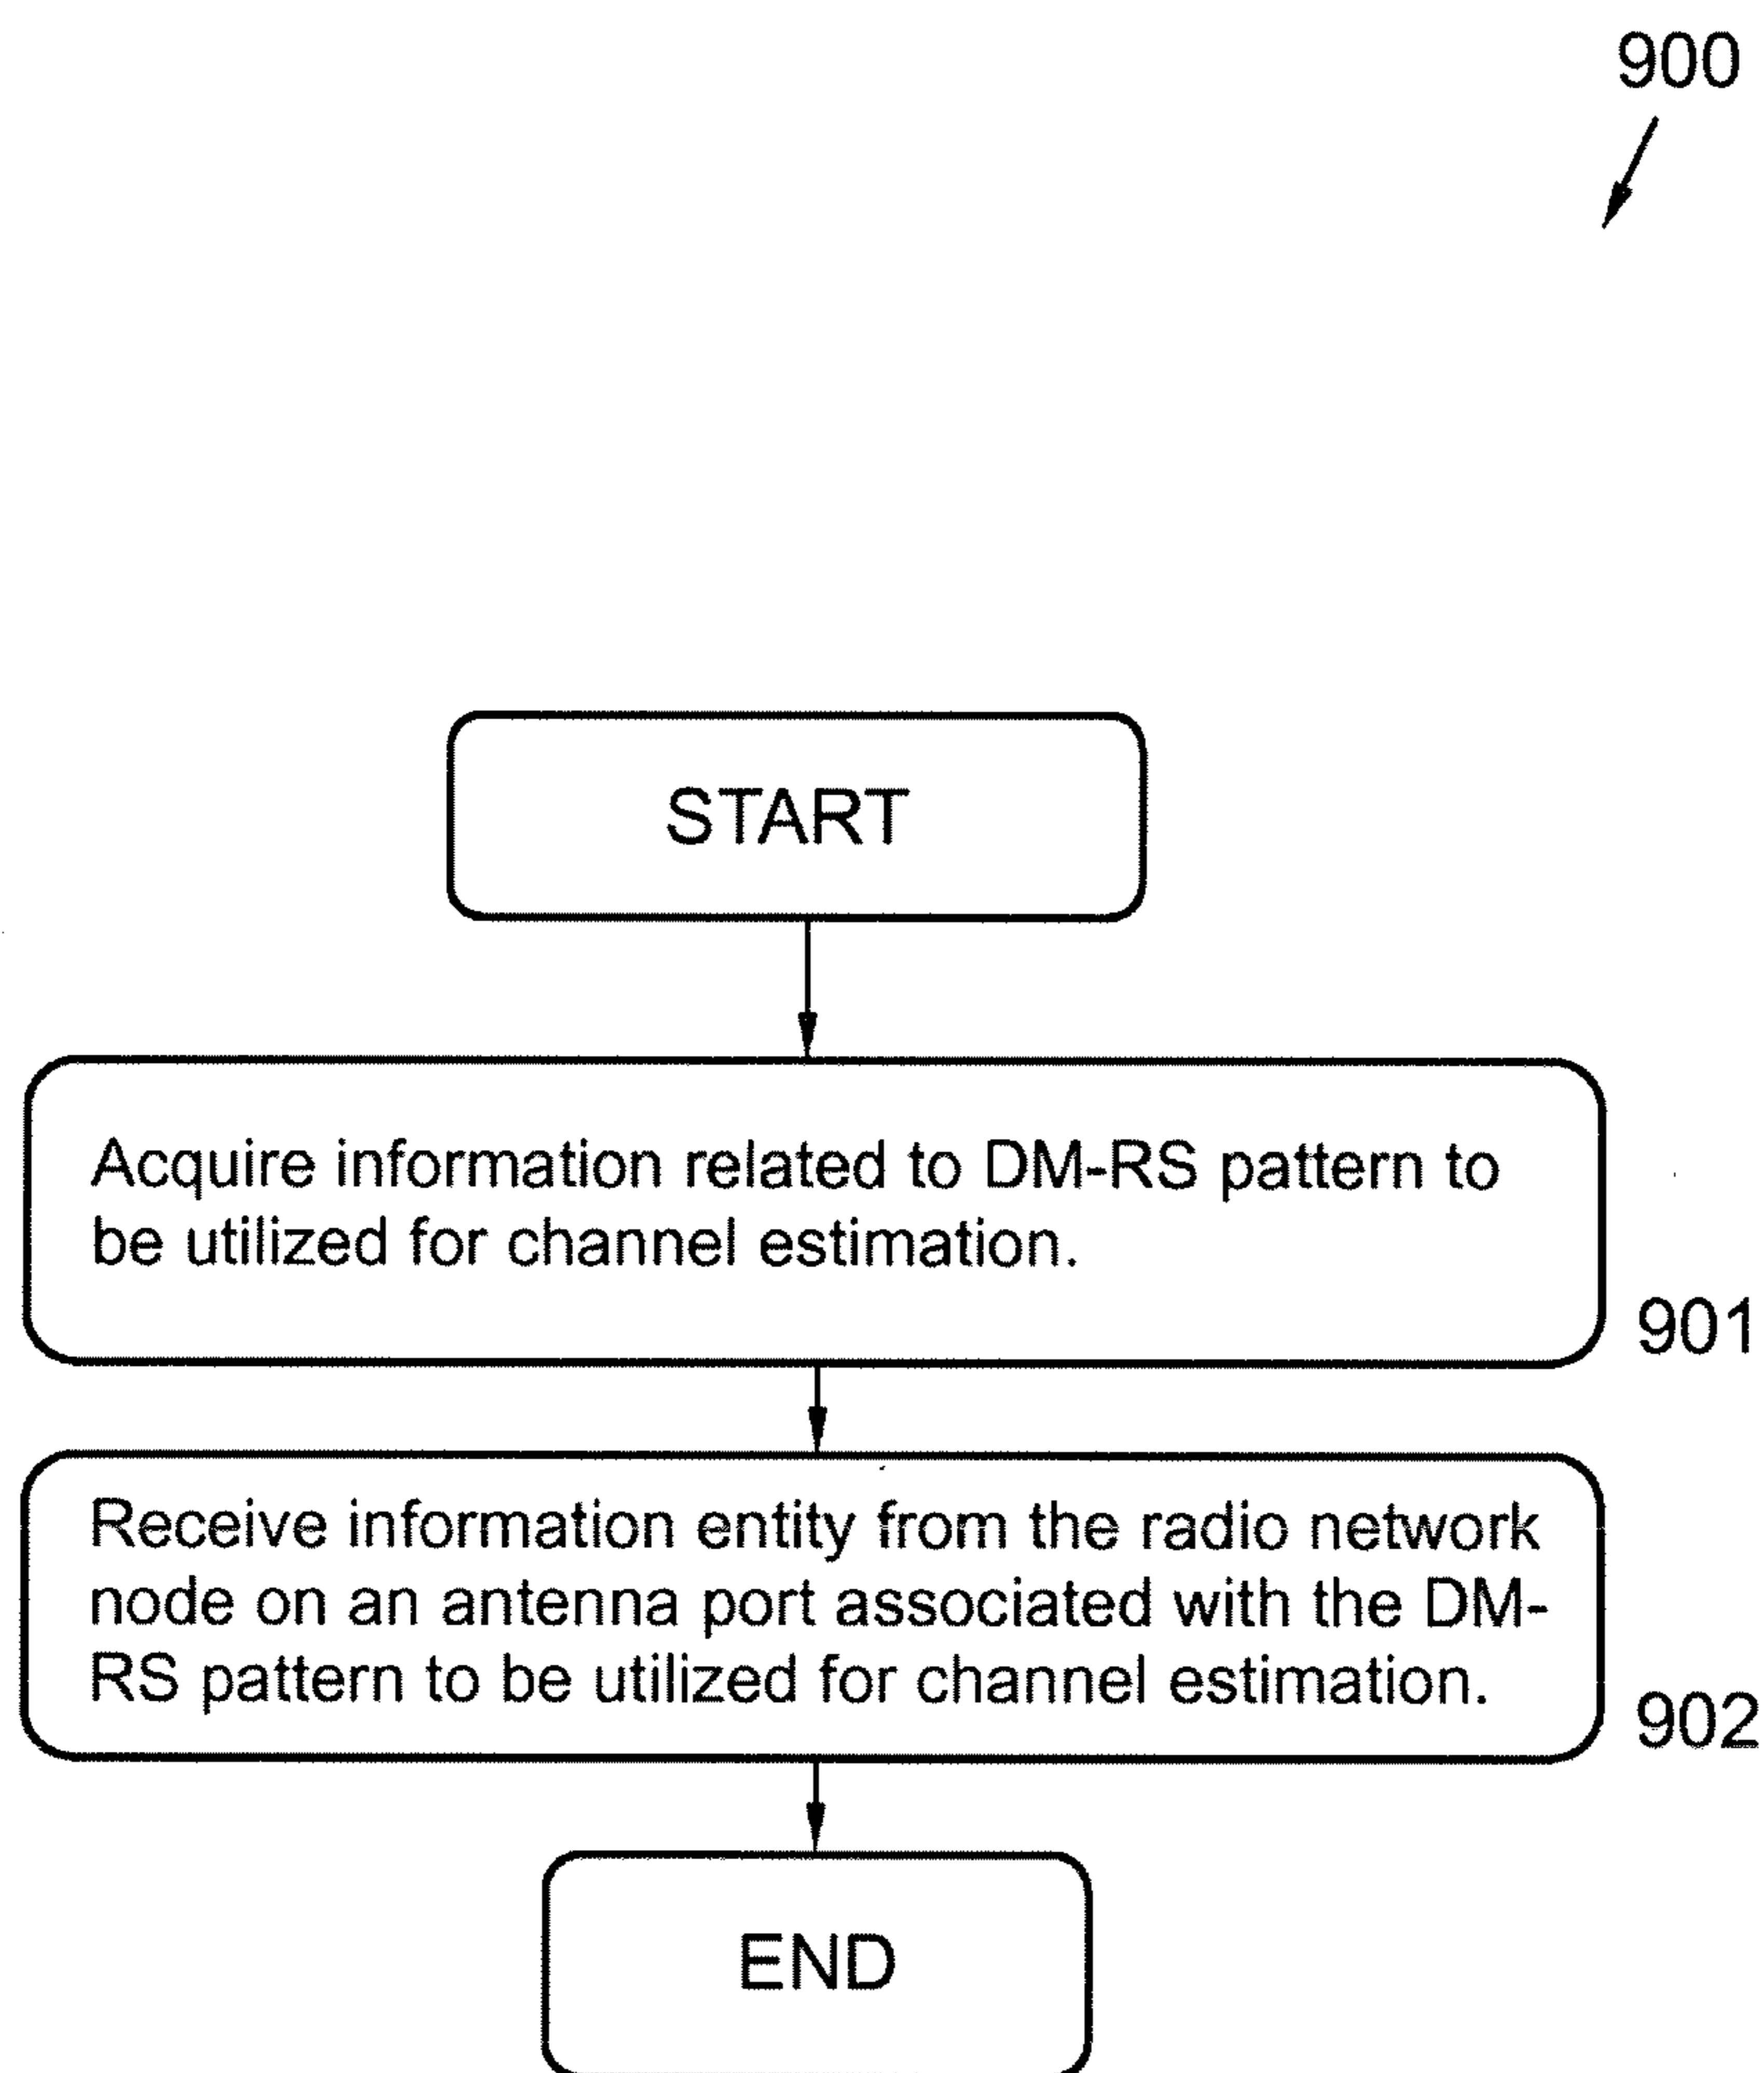 900
START
Acquire information related to DM-RS pattern to
be utilized for channel estimation.
901
Receive information entity from the radio network
node on an antenna port associated with the DM-
RS pattern to be utilized for channel estimation.
902
END